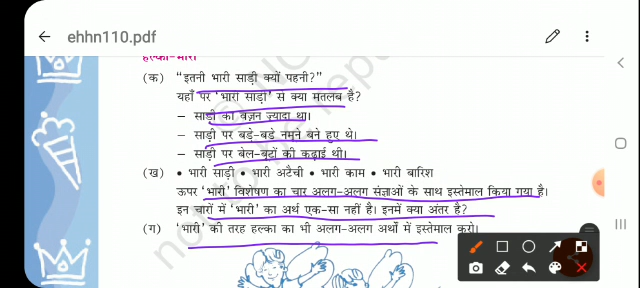 ehhn110.pdf
हल्का-भारी
(क) "इतनी भारी साड़ी क्यों पहनी?"
यहाँ पर 'भारी साड़ी' से क्या मतलब है?
– साड़ी का वज़न ज़्यादा था।
– साड़ी पर बड़े-बड़े नमूने बने हुए थे।
– साड़ी पर बेल-बूटों की कढ़ाई थी।
(ख) • भारी साड़ी • भारी अटैची • भारी काम • भारी बारिश
ऊपर 'भारी' विशेषण का चार अलग-अलग संज्ञाओं के साथ इस्तेमाल किया गया है।
इन चारों में 'भारी' का अर्थ एक-सा नहीं है। इनमें क्या अंतर है?
(ग) 'भारी' की तरह हल्का का भी अलग-अलग अर्थों में इस्तेमाल करो।